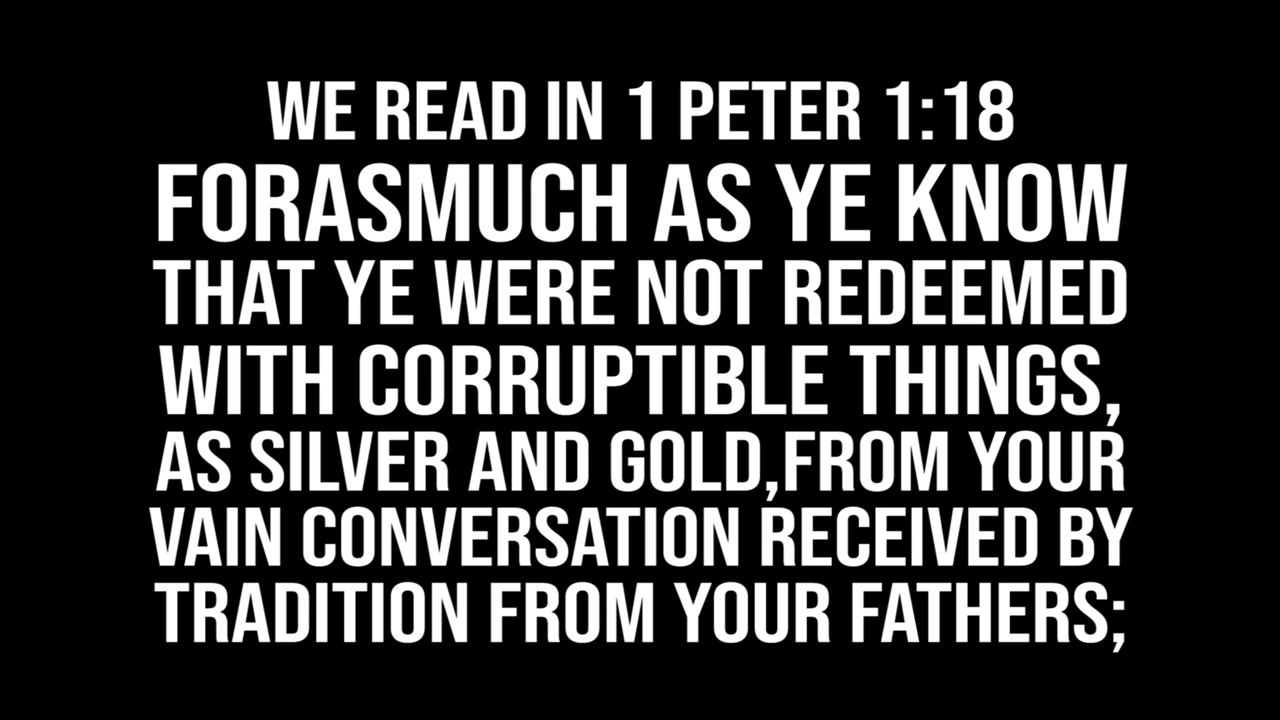 WE READ IN 1 PETER 1:18
FORASMUCH AS YE KNOW
THAT YE WERE NOT REDEEMED
WITH CORRUPTIBLE THINGS,
AS SILVER AND GOLD,FROM YOUR
VAIN CONVERSATION RECEIVED BY
TRADITION FROM YOUR FATHERS;